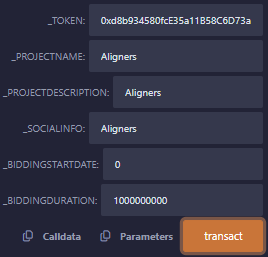 _TOKEN: 0xd8b934580fcE35a11B58C6D73a
_PROJECTNAME: Aligners
_PROJECTDESCRIPTION: Aligners
_SOCIALINFO: Aligners
_BIDDINGSTARTDATE: 0
_BIDDINGDURATION: 1000000000
Calldata Parameters transact